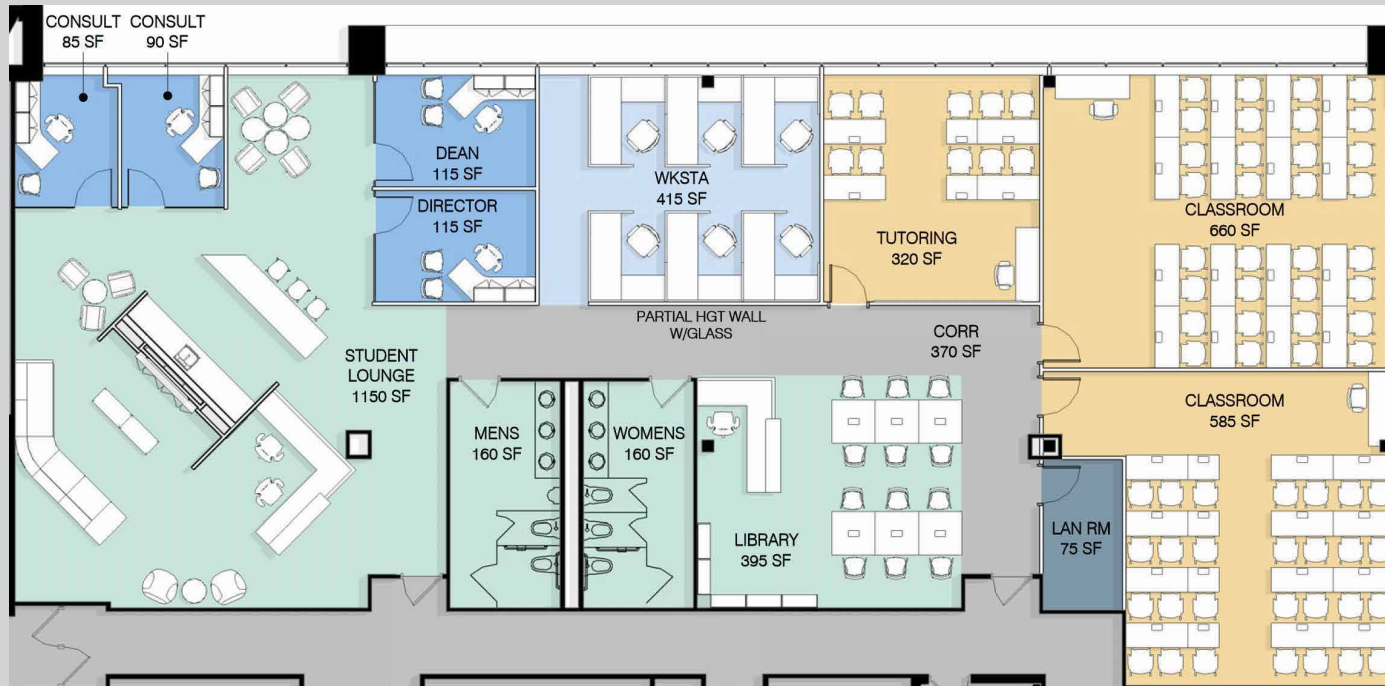 CONSULT
85 SF
CONSULT
90 SF
DEAN
115 SF
DIRECTOR
115 SF
WKSTA
415 SF
TUTORING
320 SF
CLASSROOM
660 SF
PARTIAL HGT WALL
W/GLASS
CORR
370 SF
STUDENT
LOUNGE
1150 SF
MENS
160 SF
WOMENS
160 SF
CLASSROOM
585 SF
LIBRARY
395 SF
LAN RM
75 SF